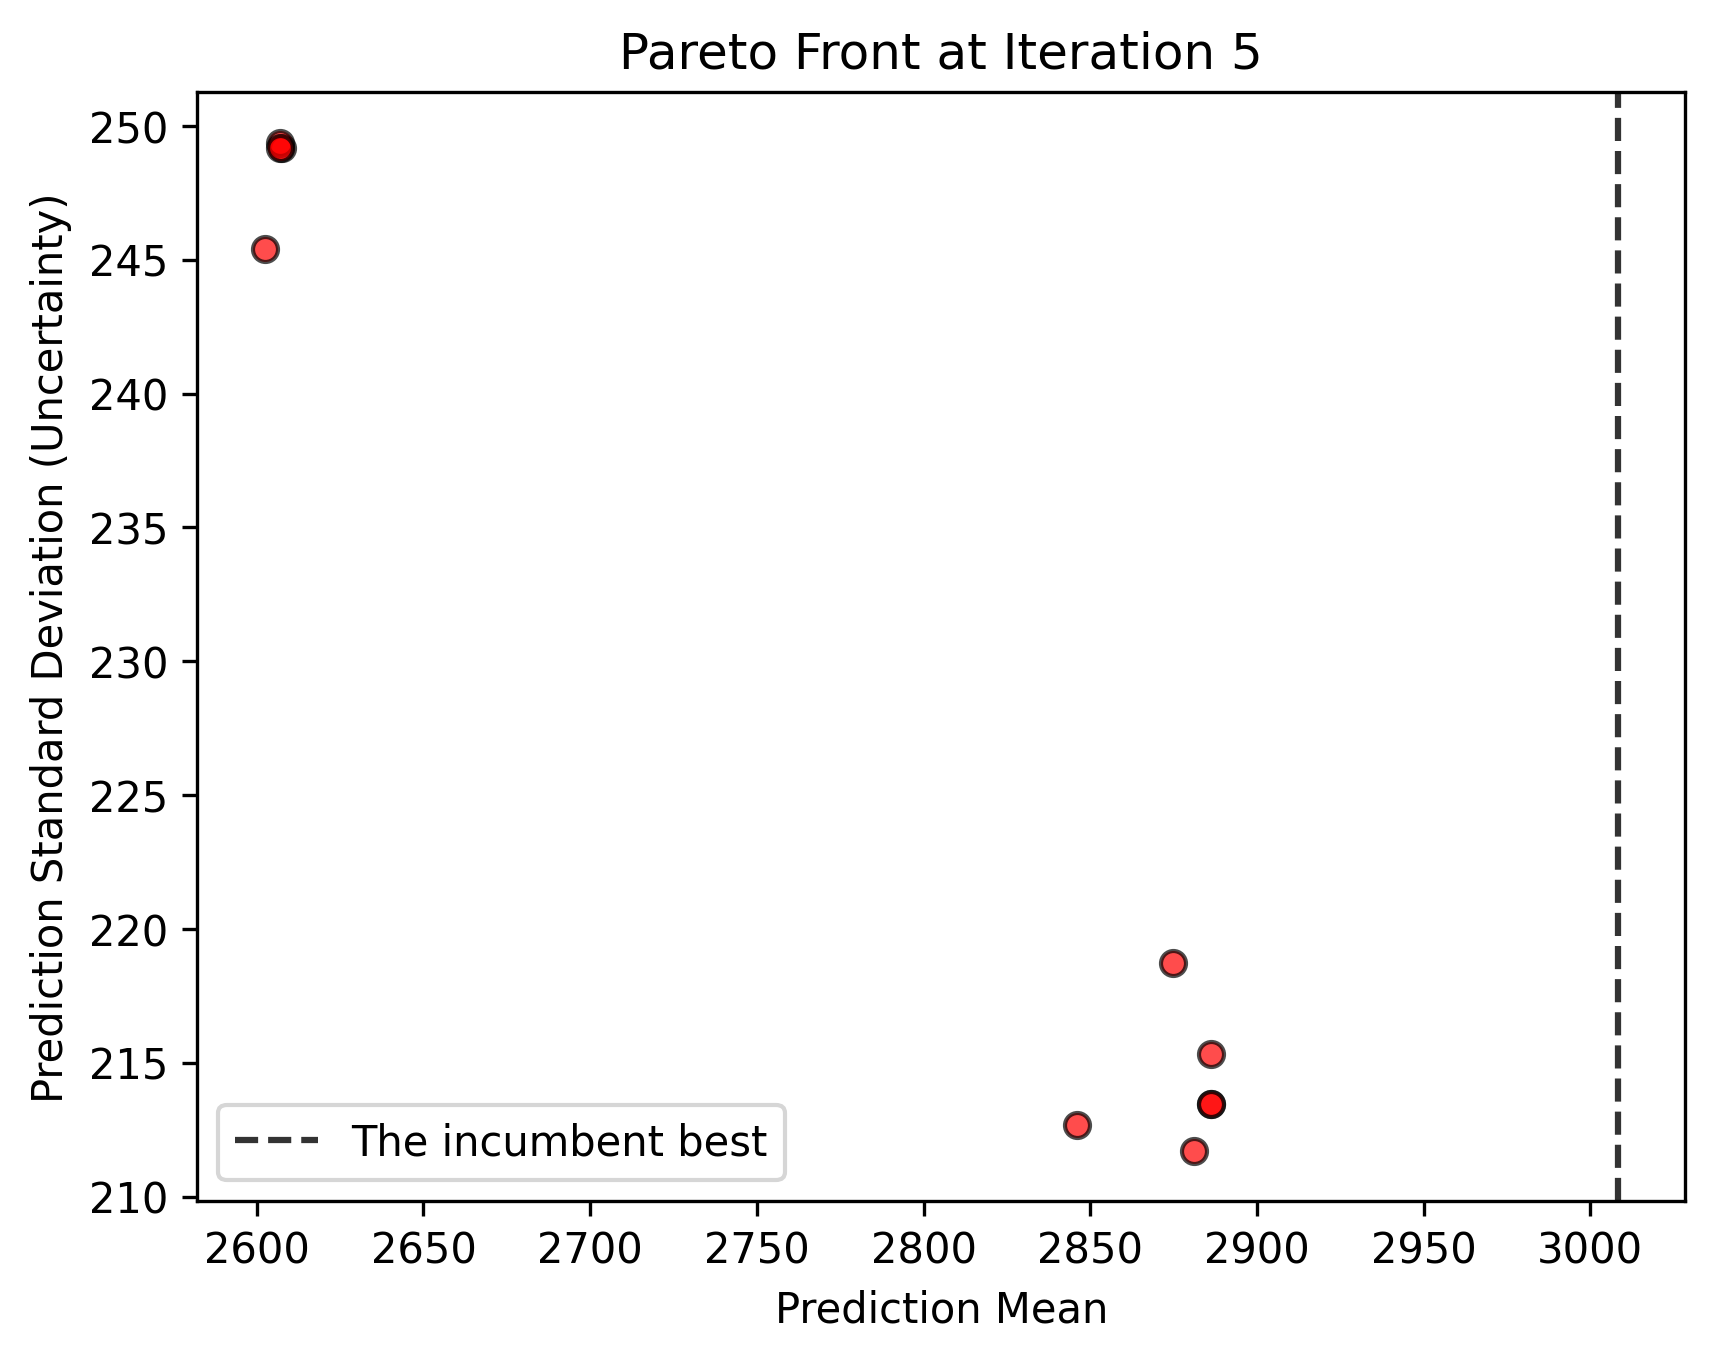 Pareto Front at Iteration 5
Prediction Standard Deviation (Uncertainty)
250
245
240
235
230
225
220
215
210
The incumbent best
2600 2650 2700 2750 2800 2850 2900 2950 3000
Prediction Mean